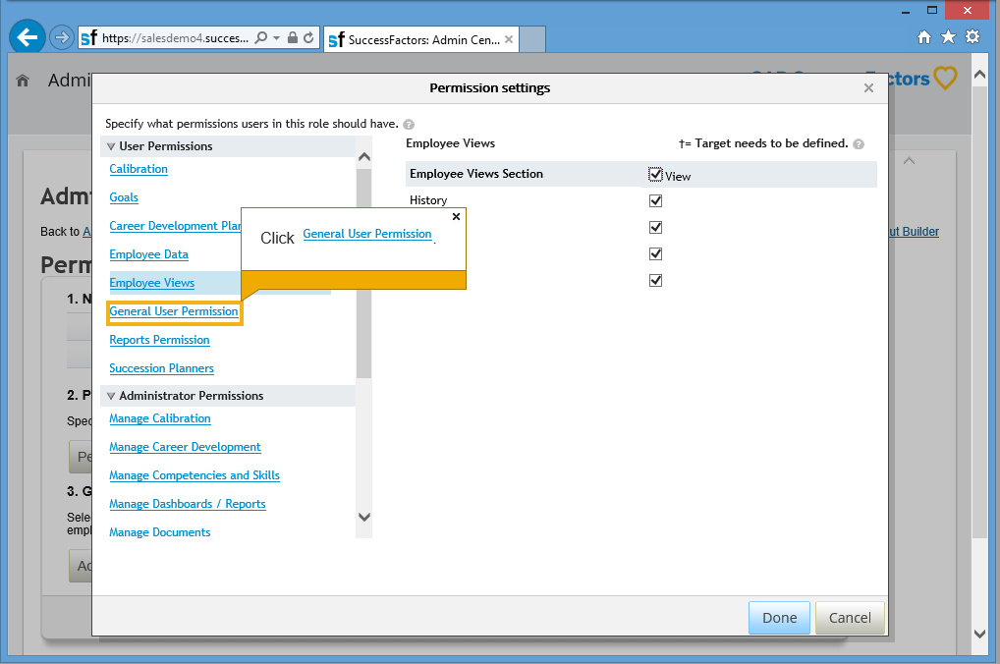 https://salesdemo4.succes...
SuccessFactors: Admin Cen...
Admi
ctors
Permission settings
Specify what permissions users in this role should have.
User Permissions
Calibration
Goals
Career Development Plan
Employee Data
Employee Views
General User Permission
Reports Permission
Succession Planners
Administrator Permissions
Manage Calibration
Manage Career Development
Manage Competencies and Skills
Manage Dashboards / Reports
Manage Documents
Employee Views
†= Target needs to be defined.
Employee Views Section
View
History
Click General User Permission.
Adm
Back to A
ut Builder
Perm
1. N
2. P
Spec
Pe
3. G
Selec
empl
Ad
Done
Cancel